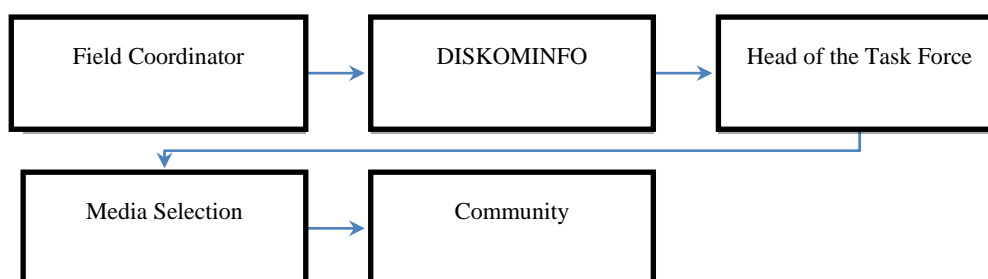 Field Coordinator
DISKOMINFO
Head of the Task Force
Media Selection
Community